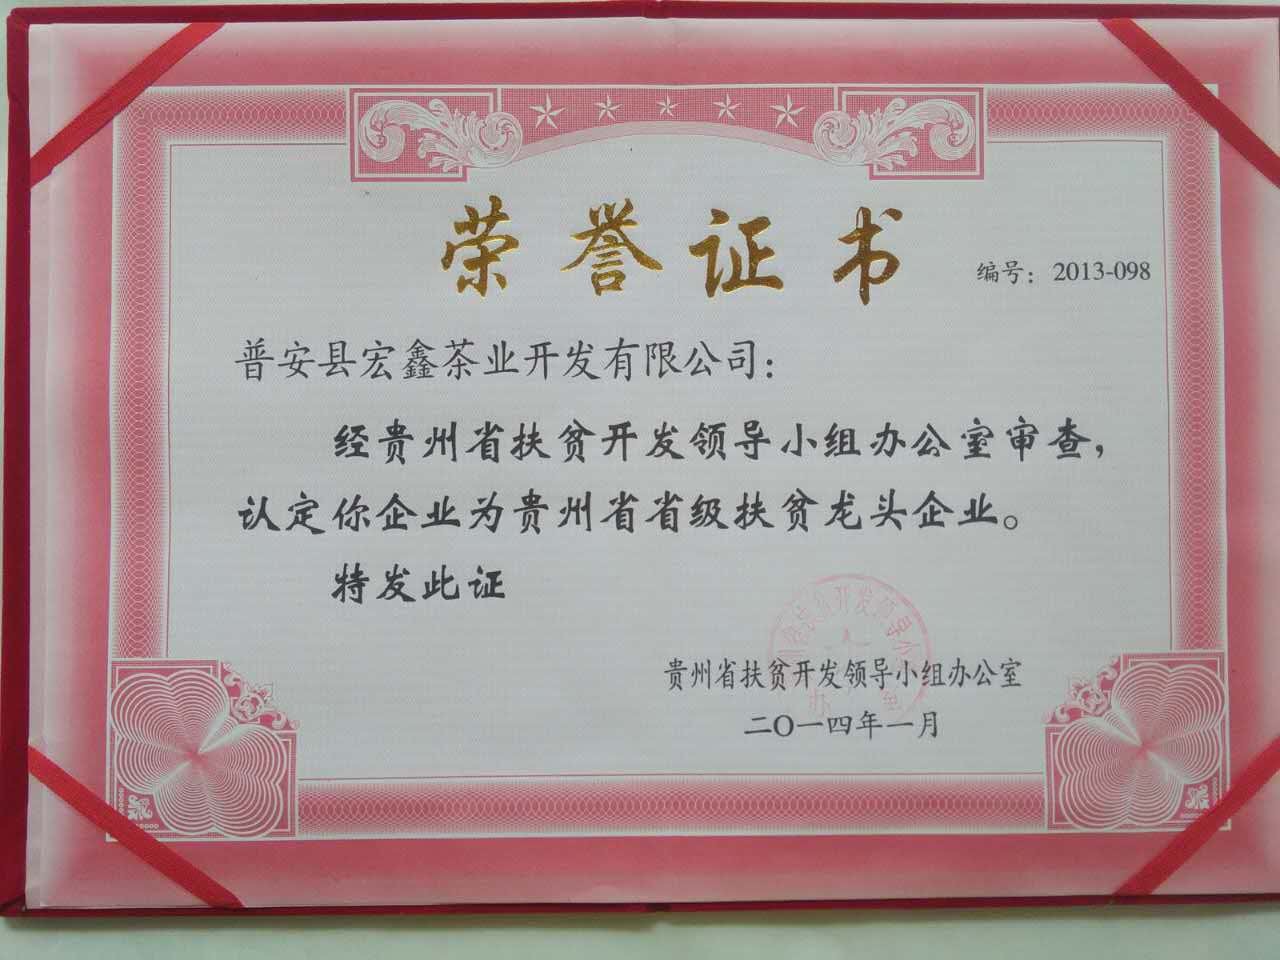 荣誉证书
编号：2013-098
普安县宏鑫茶业开发有限公司：
经贵州省扶贫开发领导小组办公室审查，
认定你企业为贵州省省级扶贫龙头企业。
特发此证
贵州省扶贫开发领导小组办公室
二〇一四年一月